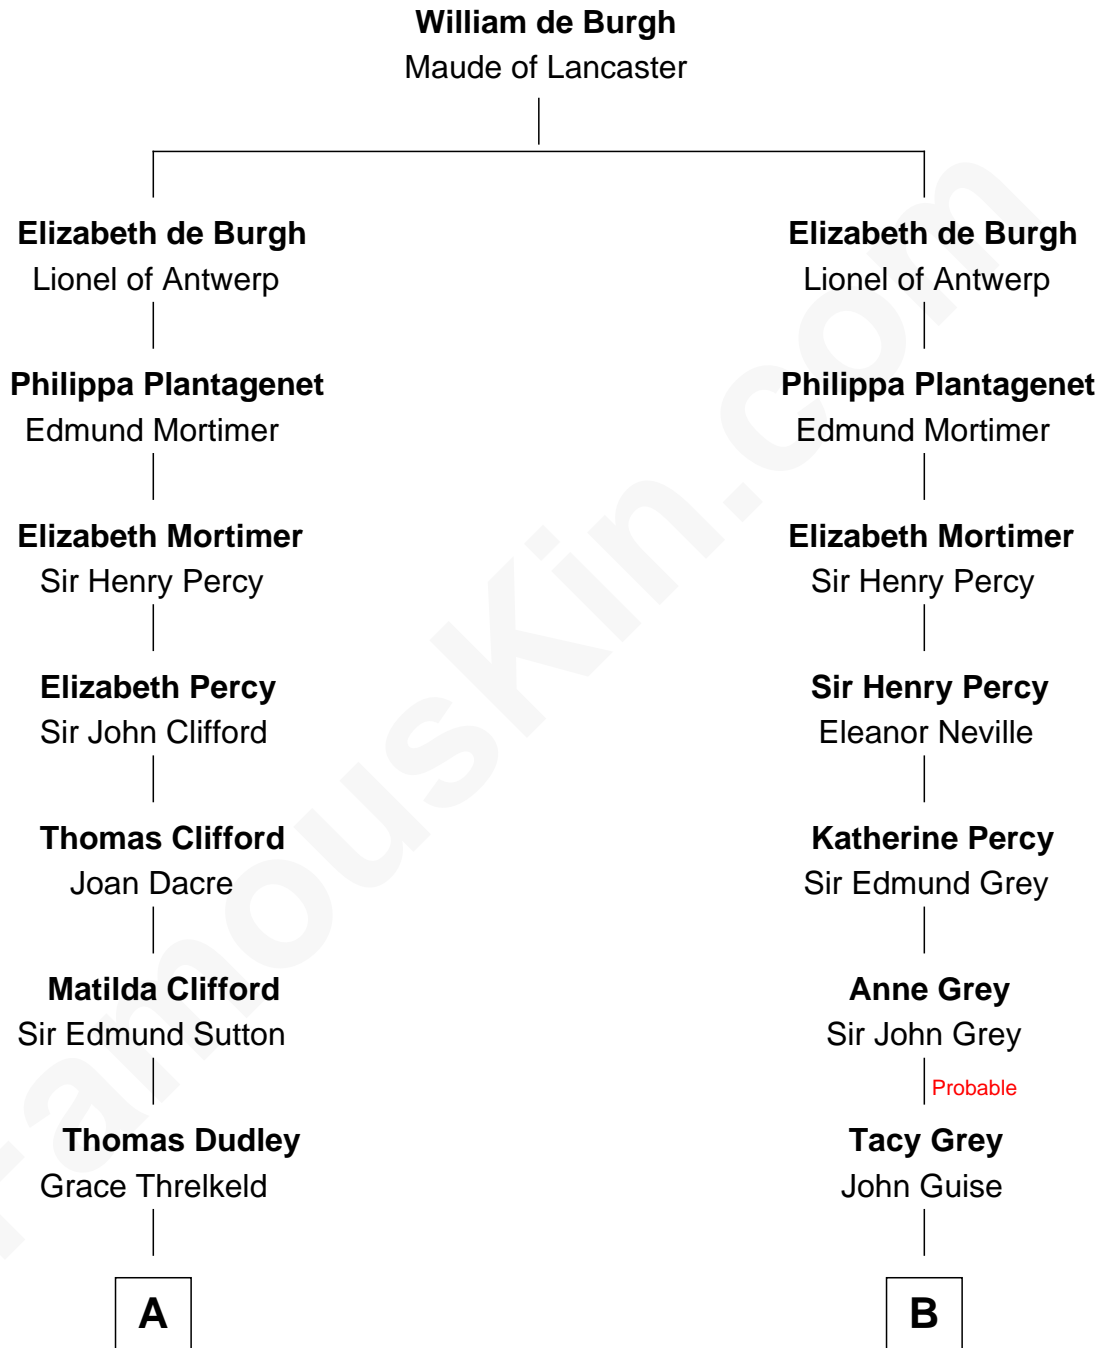 William de Burgh
Maude of Lancaster
Elizabeth de Burgh
Lionel of Antwerp
Elizabeth de Burgh
Lionel of Antwerp
Philippa Plantagenet
Edmund Mortimer
Philippa Plantagenet
Edmund Mortimer
Elizabeth Mortimer
Sir Henry Percy
Elizabeth Mortimer
Sir Henry Percy
Elizabeth Percy
Sir John Clifford
Sir Henry Percy
Eleanor Neville
Thomas Clifford
Joan Dacre
Katherine Percy
Sir Edmund Grey
Matilda Clifford
Sir Edmund Sutton
Anne Grey
Sir John Grey
Probable
Thomas Dudley
Grace Threlkeld
Tacy Grey
John Guise
A
B
FamousKin.com